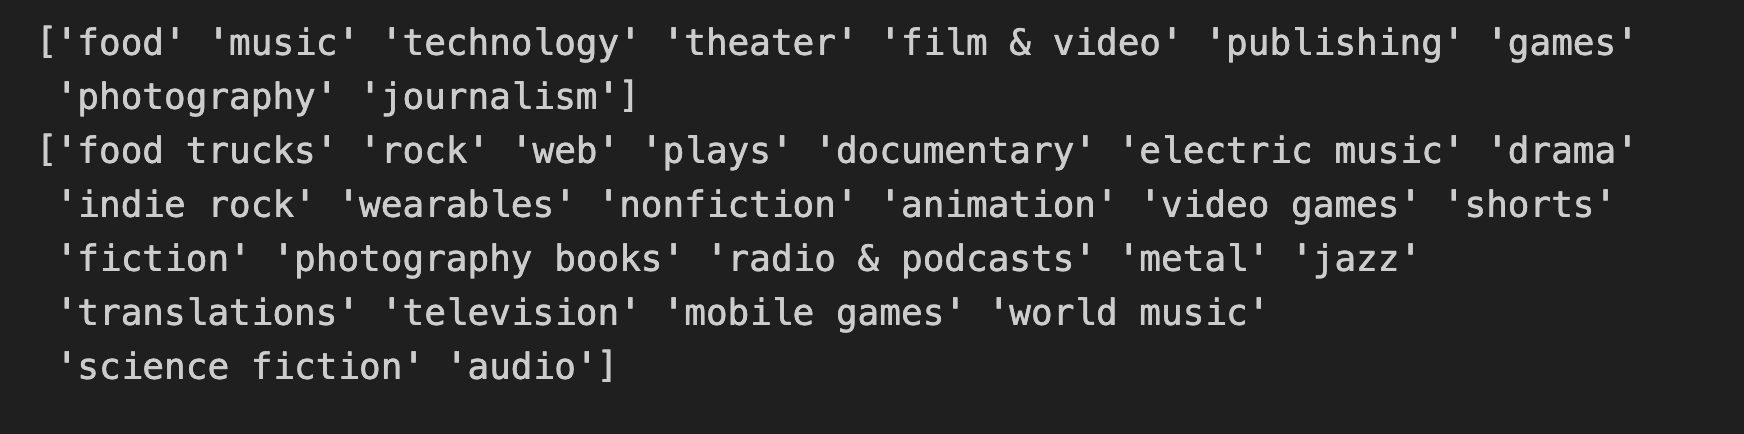 ['food' 'music' 'technology' 'theater' 'film & video' 'publishing' 'games'
 'photography' 'journalism']
['food trucks' 'rock' 'web' 'plays' 'documentary' 'electric music' 'drama'
 'indie rock' 'wearables' 'nonfiction' 'animation' 'video games' 'shorts'
 'fiction' 'photography books' 'radio & podcasts' 'metal' 'jazz'
 'translations' 'television' 'mobile games' 'world music'
 'science fiction' 'audio']